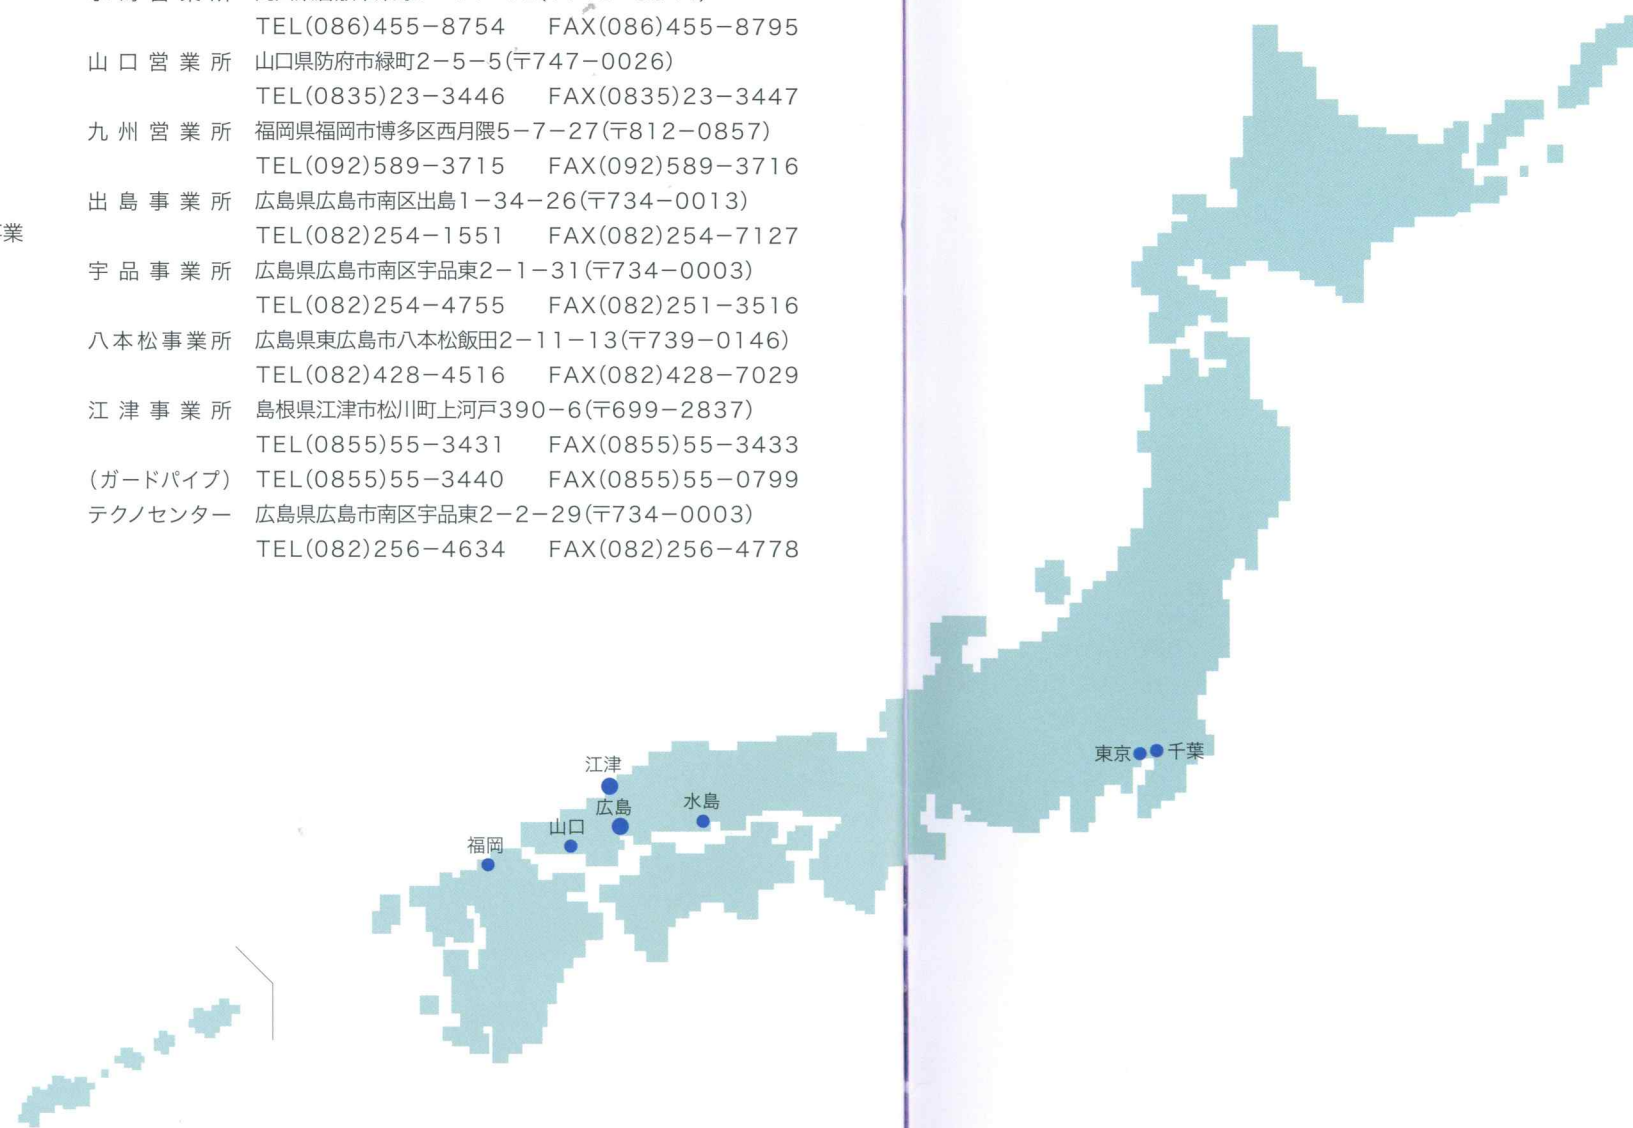 TEL(086)455−8754 FAX(086)455−8795
山口営業所 山口県防府市緑町2−5−5(〒747−0026)
TEL(0835)23−3446 FAX(0835)23−3447
九州営業所 福岡県福岡市博多区西月隈5−7−27(〒812−0857)
TEL(092)589−3715 FAX(092)589−3716
出島事業所 広島県広島市南区出島1−34−26(〒734−0013)
業
TEL(082)254−1551 FAX(082)254−7127
宇品事業所 広島県広島市南区宇品東2−1−31(〒734−0003)
TEL(082)254−4755 FAX(082)251−3516
八本松事業所 広島県東広島市八本松飯田2−11−13(〒739−0146)
TEL(082)428−4516 FAX(082)428−7029
江津事業所 島根県江津市松川町上河戸390−6(〒699−2837)
TEL(0855)55−3431 FAX(0855)55−3433
(ガードパイプ) TEL(0855)55−3440 FAX(0855)55−0799
テクノセンター 広島県広島市南区宇品東2−2−29(〒734−0003)
TEL(082)256−4634 FAX(082)256−4778
東京 千葉
江津
広島
水島
山口
福岡